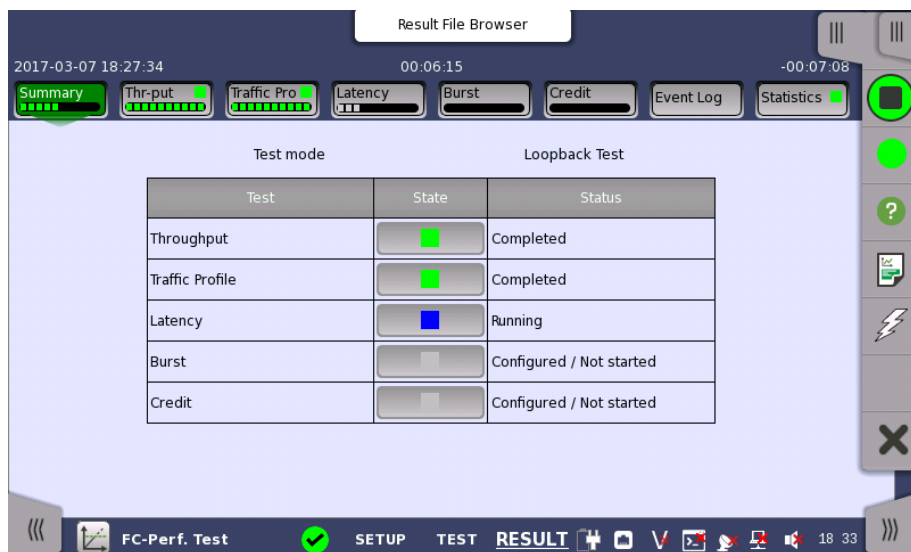 Result File Browser
2017-03-07 18:27:34 00:06:15 -00:07:08
Summary Thr-put Traffic Pro Latency Burst Credit Event Log Statistics
Test mode Loopback Test
Test State Status
Throughput Completed
Traffic Profile Completed
Latency Running
Burst Configured / Not started
Credit Configured / Not started
FC-Perf. Test SETUP TEST RESULT 18 33